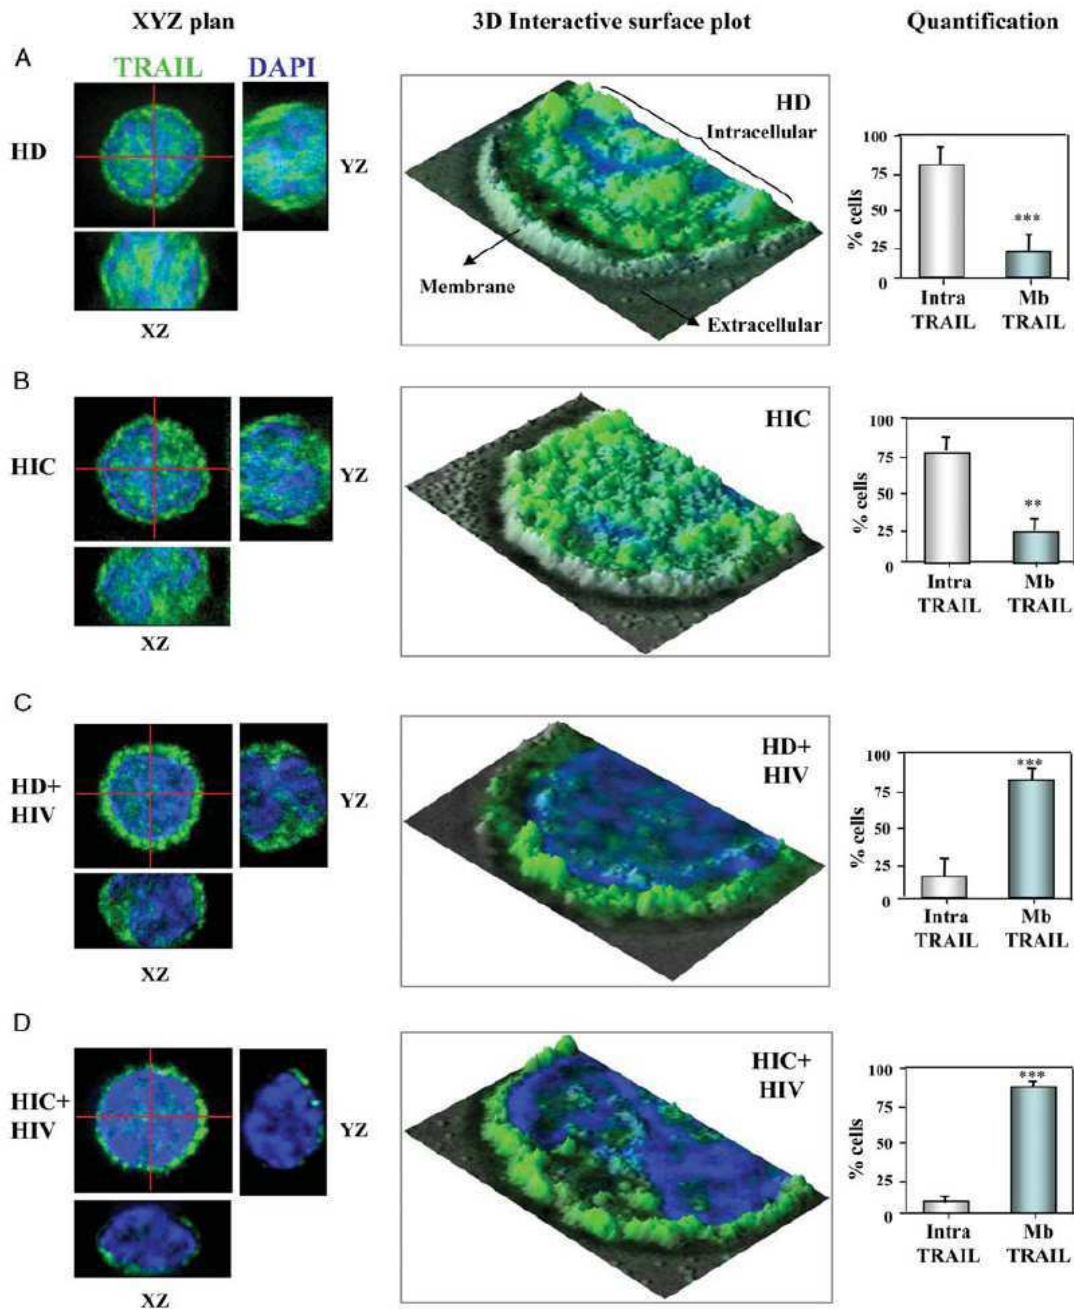 XYZ plan
3D Interactive surface plot
Quantification
A
TRAIL
DAPI
HD
YZ
XZ
HD
Intracellular
Membrane
Extracellular
% cells
100
75
50
25
0
***
Intra
TRAIL
Mb
TRAIL
B
HIC
YZ
XZ
HIC
% cells
100
75
50
25
0
**
Intra
TRAIL
Mb
TRAIL
C
HD+
HIV
YZ
XZ
HD+
HIV
% cells
100
75
50
25
0
***
Intra
TRAIL
Mb
TRAIL
D
HIC+
HIV
YZ
XZ
HIC+
HIV
% cells
100
75
50
25
0
***
Intra
TRAIL
Mb
TRAIL